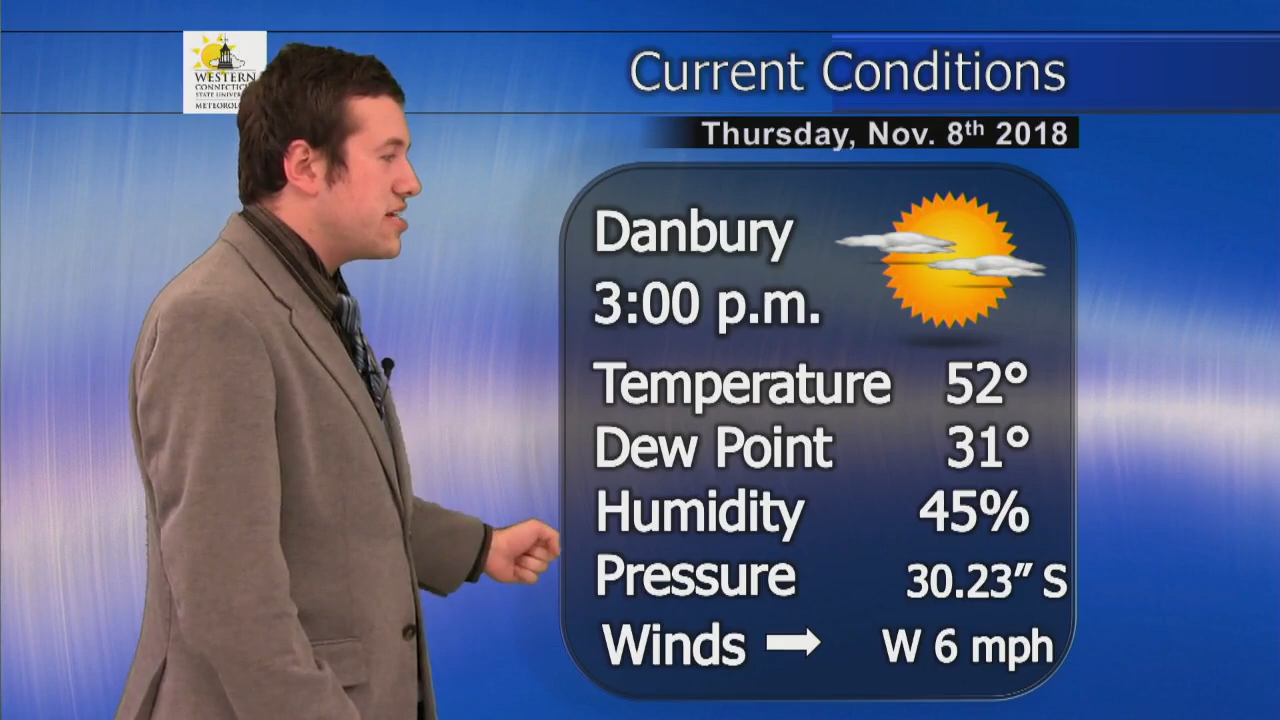 WESTERN
STATE
Current Conditions
Thursday, Nov. 8th 2018
Danbury
3:00 p.m.
Temperature 52°
Dew Point 31°
Humidity 45%
Pressure 30.23” S
Winds W 6 mph